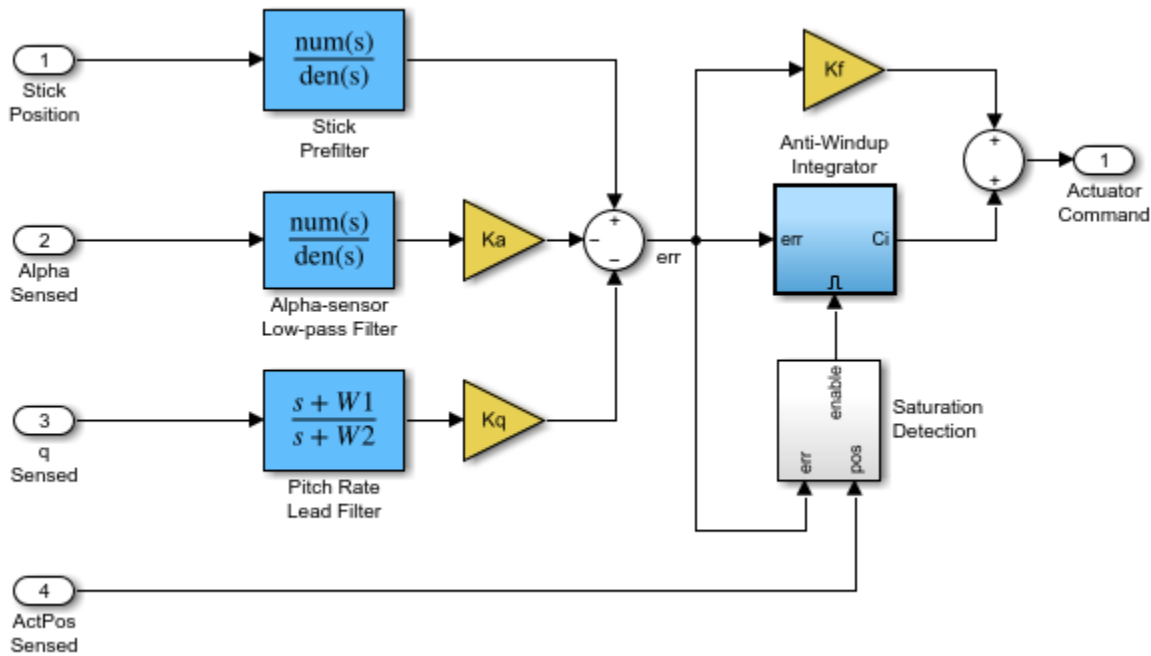 1
Stick
Position
num(s)
den(s)
Stick
Prefilter
2
Alpha
Sensed
num(s)
den(s)
Alpha-sensor
Low-pass Filter
Ka
3
q
Sensed
s + W1
s + W2
Pitch Rate
Lead Filter
Kq
4
ActPos
Sensed
+
−
−
err
Kf
Anti-Windup
Integrator
err
Ci
enable
err
pos
Saturation
Detection
+
+
1
Actuator
Command